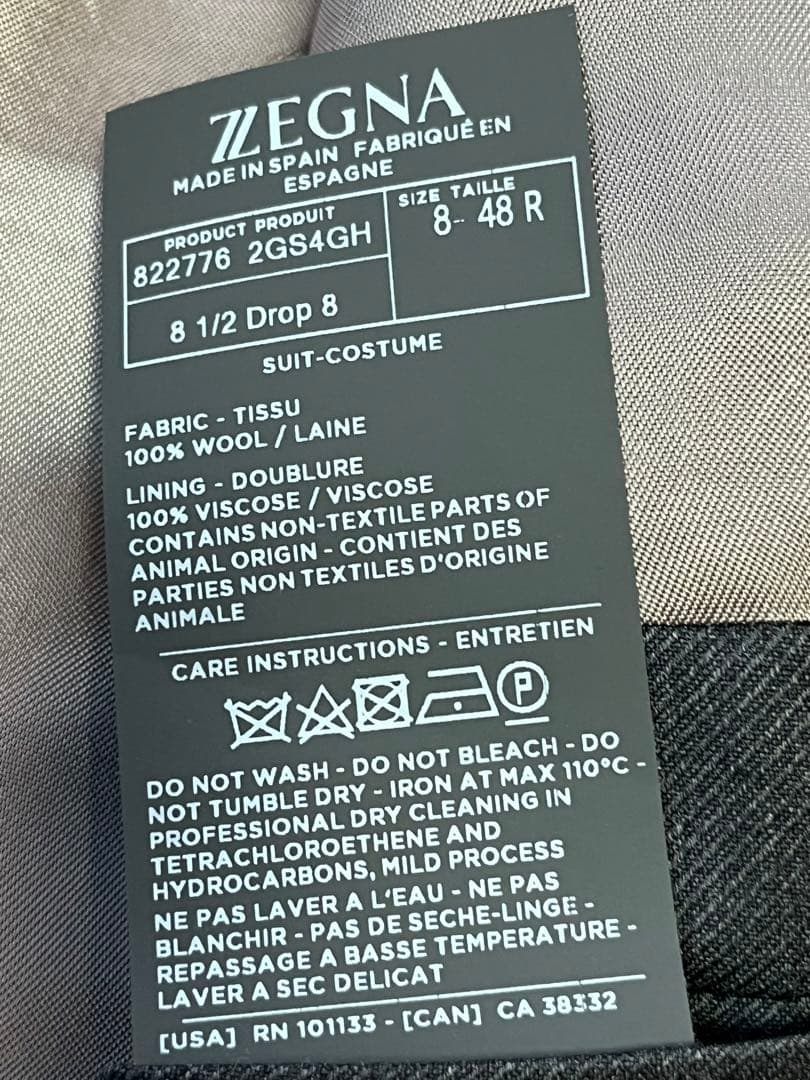 ZEGNA
MADE IN SPAIN FABRIQUÉ EN
ESPAGNE
PRODUCT PRODUIT
822776 2GS4GH
SIZE TAILLE
8-- 48 R
8 1/2 Drop 8
SUIT-COSTUME
FABRIC - TISSU
100% WOOL / LAINE
LINING - DOUBLURE
100% VISCOSE / VISCOSE
CONTAINS NON-TEXTILE PARTS OF
ANIMAL ORIGIN - CONTIENT DES
PARTIES NON TEXTILES D'ORIGINE
ANIMALE
CARE INSTRUCTIONS - ENTRETIEN
P
DO NOT WASH - DO NOT BLEACH - DO
NOT TUMBLE DRY - IRON AT MAX 110°C -
PROFESSIONAL DRY CLEANING IN
TETRACHLOROETHENE AND
HYDROCARBONS, MILD PROCESS
NE PAS LAVER A L'EAU - NE PAS
BLANCHIR - PAS DE SECHE-LINGE -
REPASSAGE A BASSE TEMPERATURE -
LAVER A SEC DELICAT
[USA] RN 101133 - [CAN] CA 38332